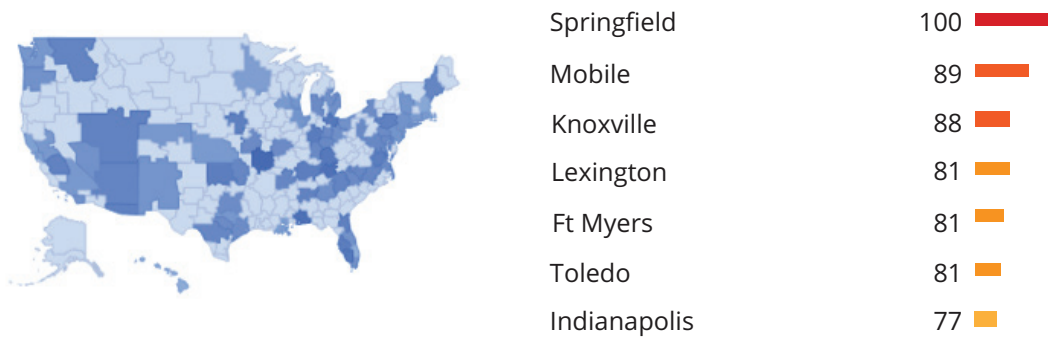 Springfield 100
Mobile 89
Knoxville 88
Lexington 81
Ft Myers 81
Toledo 81
Indianapolis 77